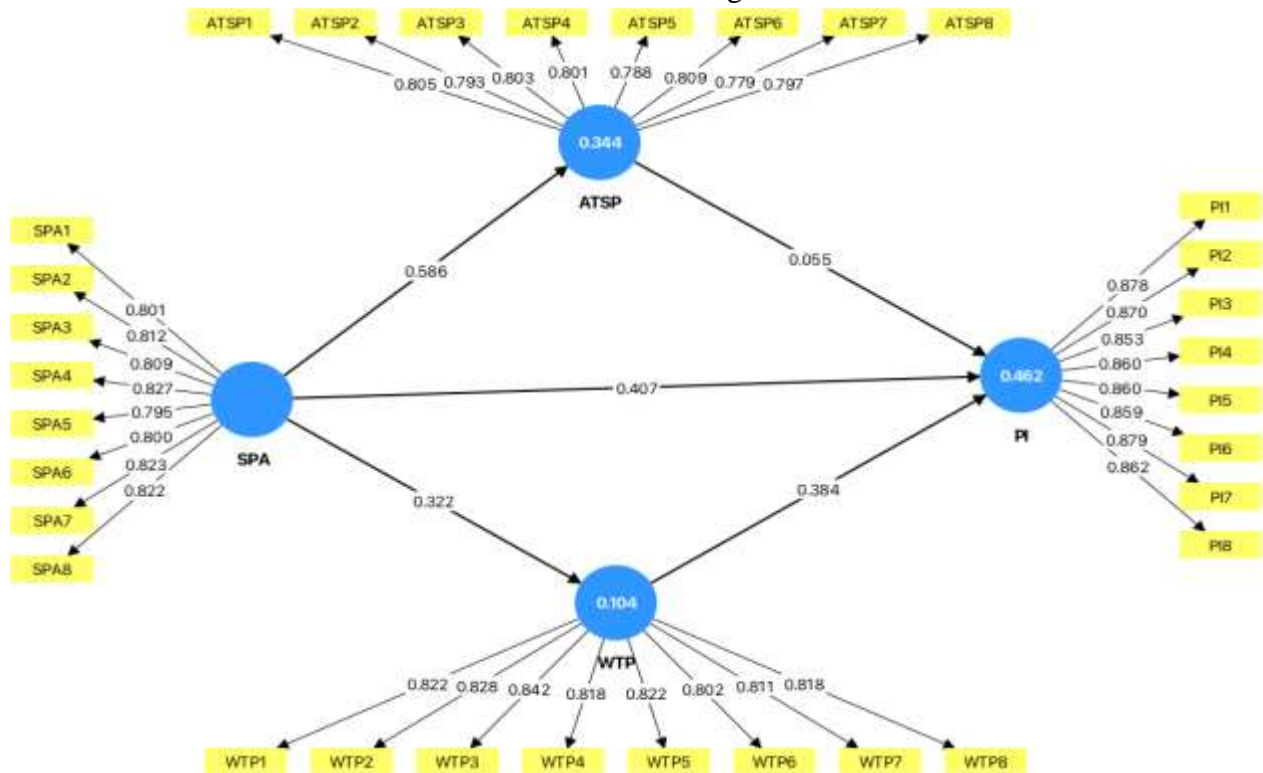 ATSP1 ATSP2 ATSP3 ATSP4 ATSP5 ATSP6 ATSP7 ATSP8
0.805 0.793 0.803 0.801 0.788 0.809 0.779 0.797
0.344
ATSP
SPA1
SPA2
SPA3
SPA4
SPA5
SPA6
SPA7
SPA8
0.801
0.812
0.809
0.827
0.795
0.800
0.823
0.822
SPA
0.586
0.407
0.322
0.055
0.384
0.462
PI
0.878
0.870
0.853
0.860
0.860
0.859
0.879
0.862
PI1
PI2
PI3
PI4
PI5
PI6
PI7
PI8
0.104
WTP
0.822 0.828 0.842 0.818 0.822 0.802 0.811 0.818
WTP1 WTP2 WTP3 WTP4 WTP5 WTP6 WTP7 WTP8